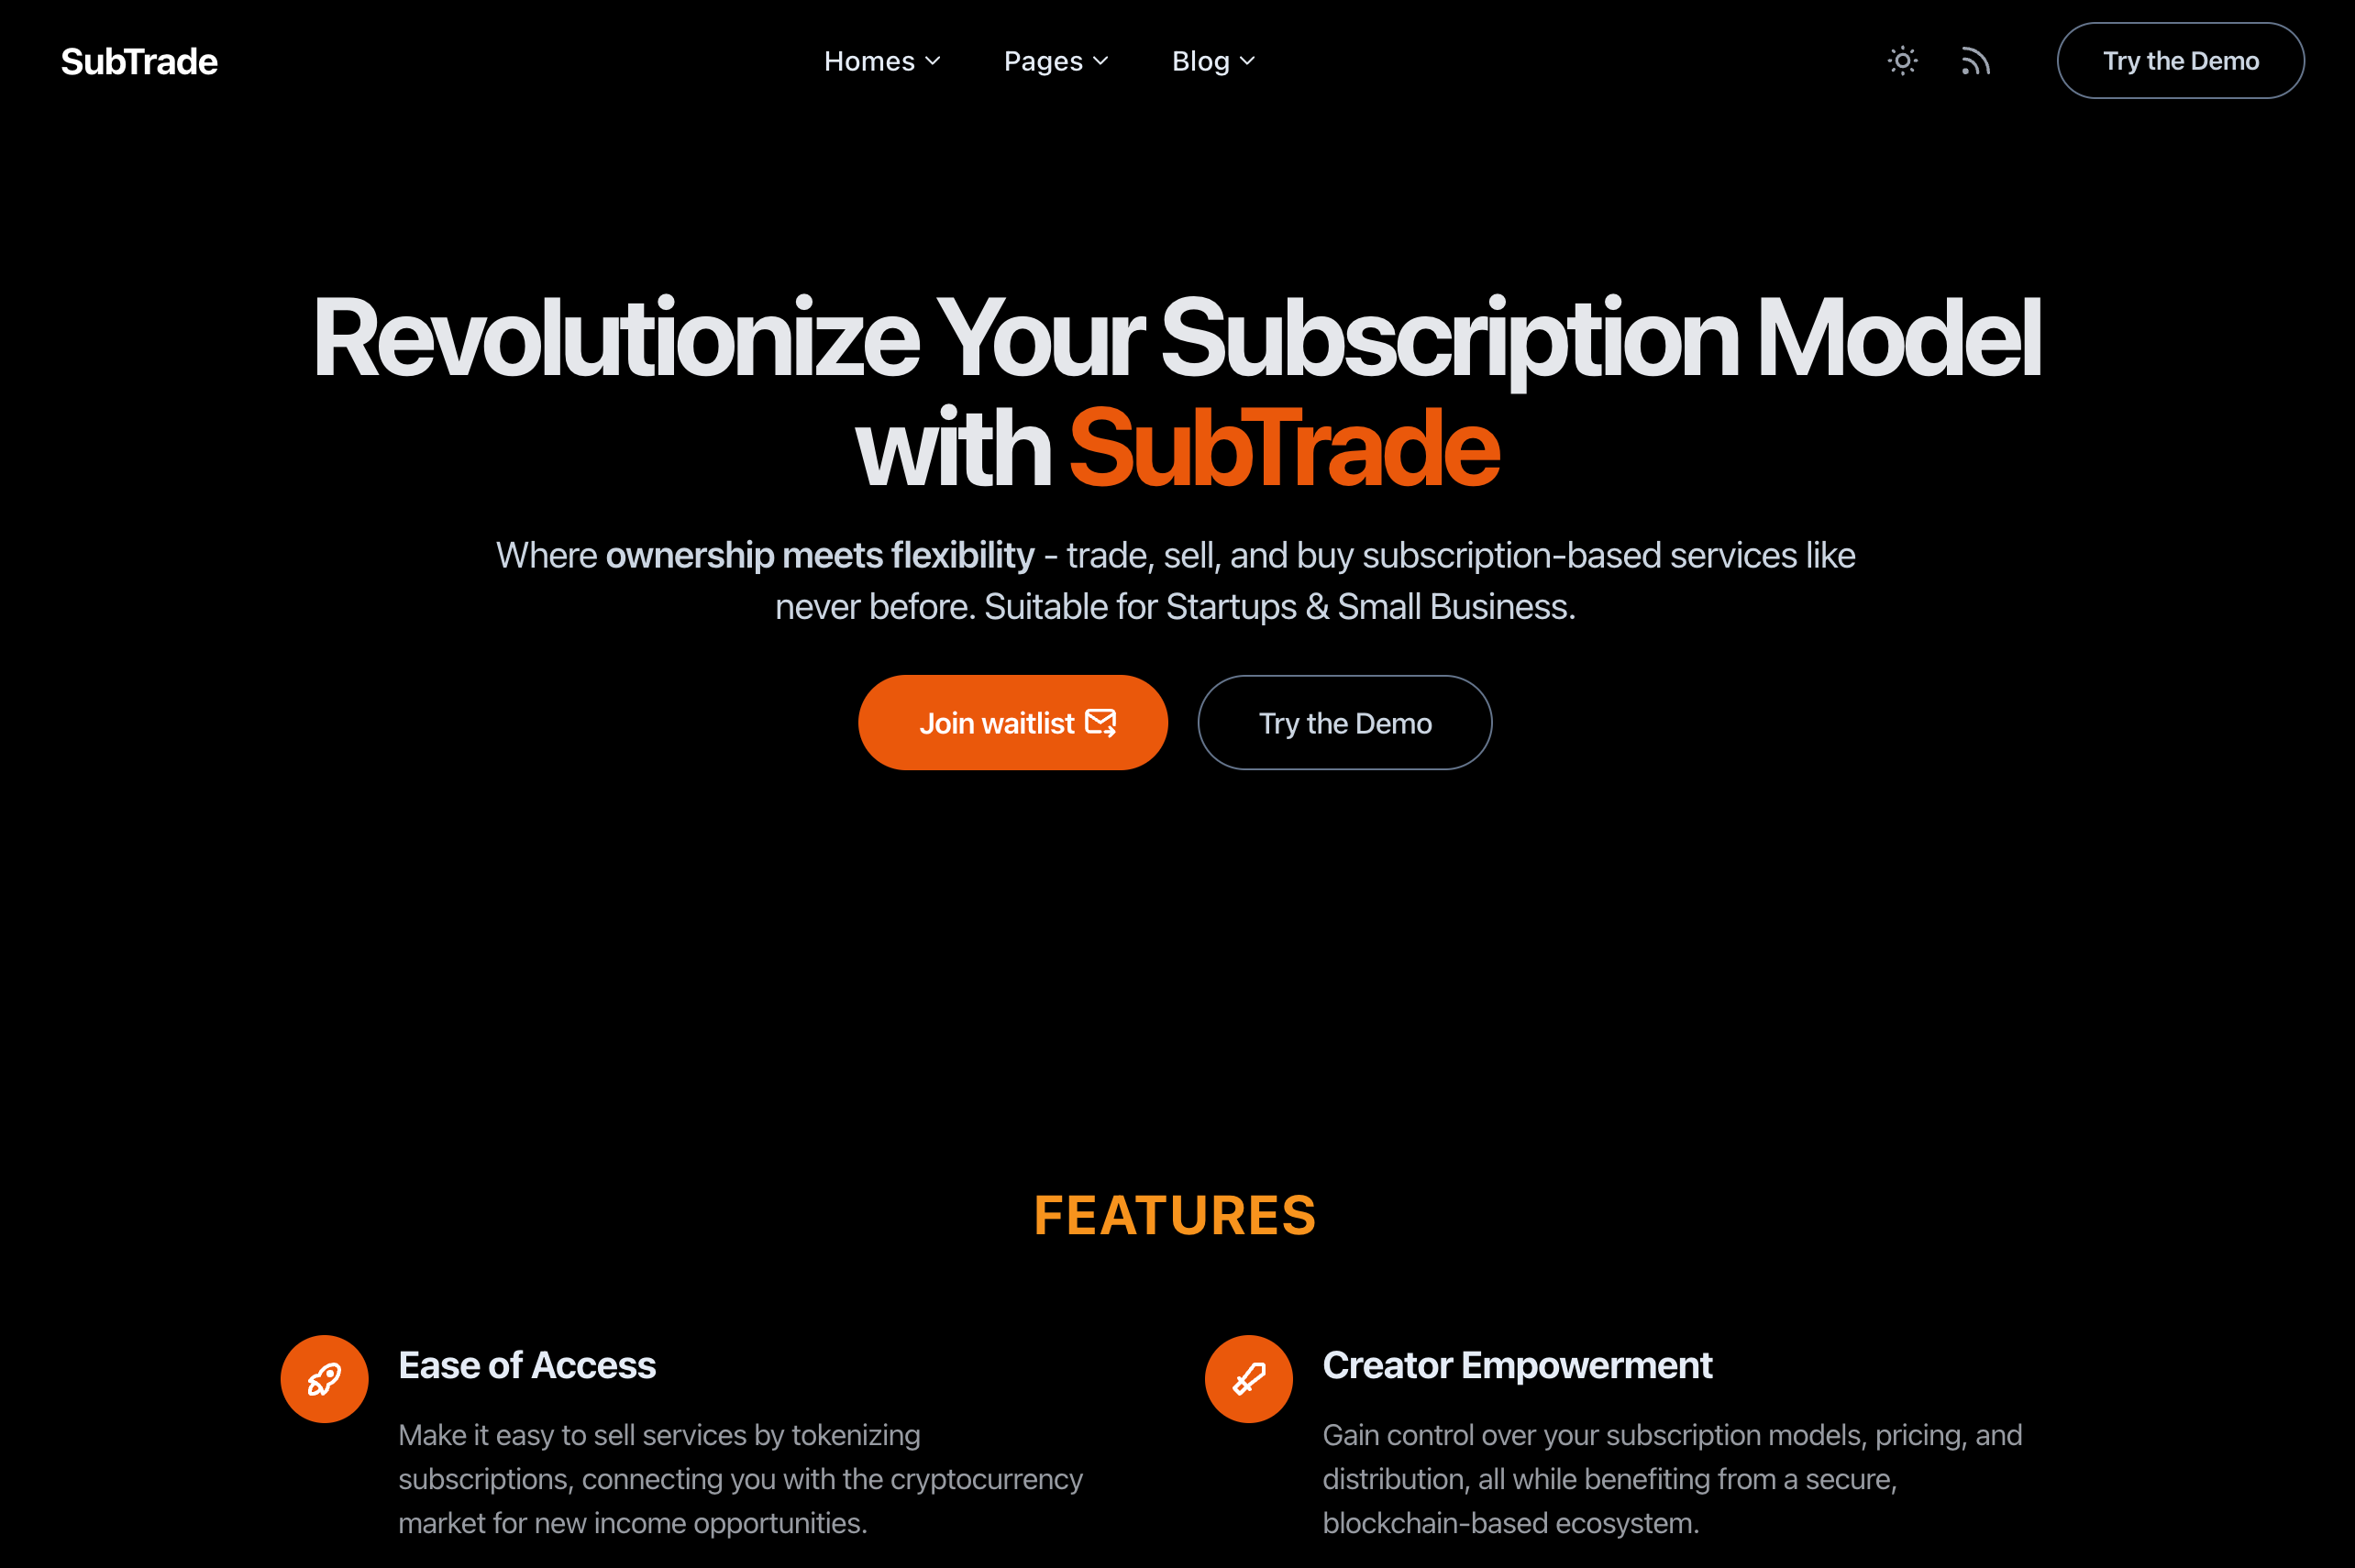 SubTrade
Homes
Pages
Blog
Try the Demo
Revolutionize Your Subscription Model
with SubTrade
Where ownership meets flexibility - trade, sell, and buy subscription-based services like
never before. Suitable for Startups & Small Business.
Join waitlist
Try the Demo
FEATURES
Ease of Access
Make it easy to sell services by tokenizing
subscriptions, connecting you with the cryptocurrency
market for new income opportunities.
Creator Empowerment
Gain control over your subscription models, pricing, and
distribution, all while benefiting from a secure,
blockchain-based ecosystem.